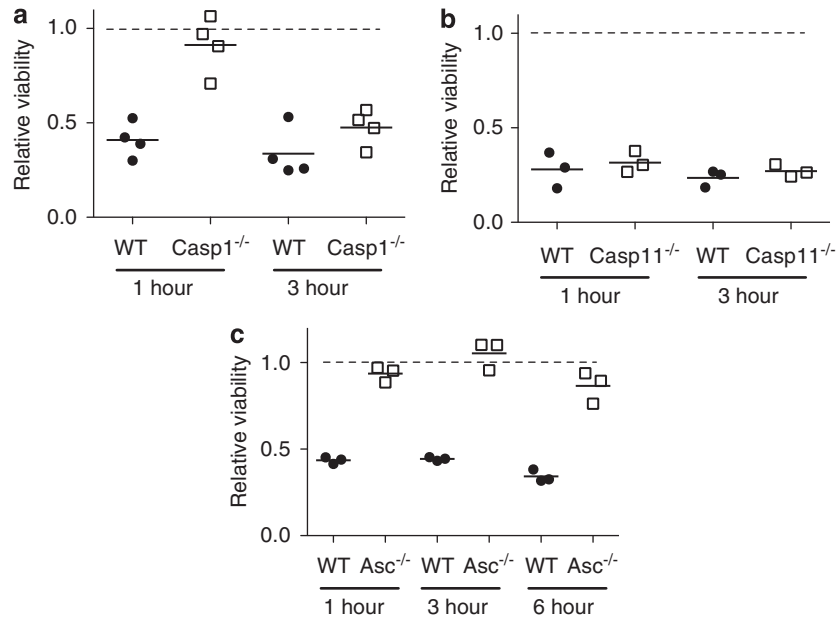 a
Relative viability
1.0
0.5
0.0
WT Casp1-/- WT Casp1-/-
1 hour 3 hour
b
Relative viability
1.0
0.5
0.0
WT Casp11-/- WT Casp11-/-
1 hour 3 hour
c
Relative viability
1.0
0.5
0.0
WT Asc-/- WT Asc-/- WT Asc-/-
1 hour 3 hour 6 hour